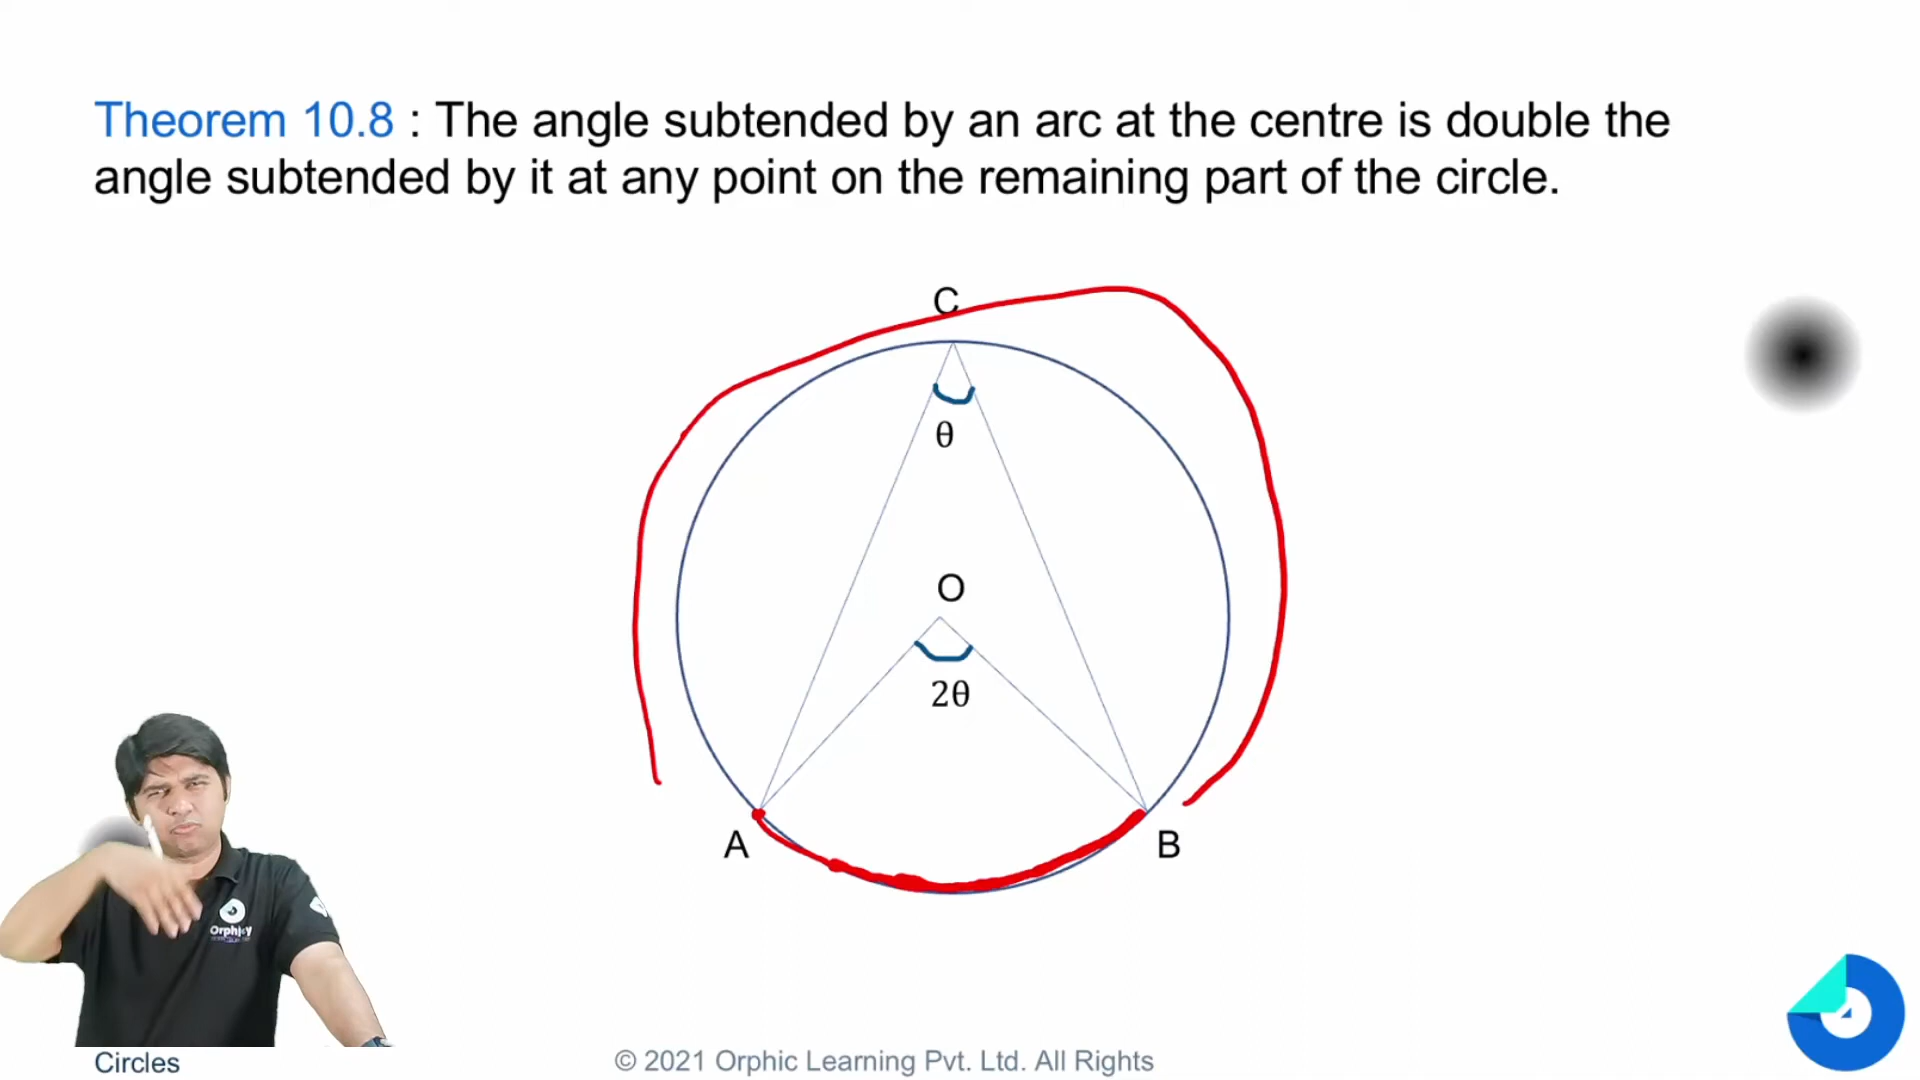 Theorem 10.8 : The angle subtended by an arc at the centre is double the
angle subtended by it at any point on the remaining part of the circle.
C
θ
O
2θ
A
B
Circles
© 2021 Orphic Learning Pvt. Ltd. All Rights